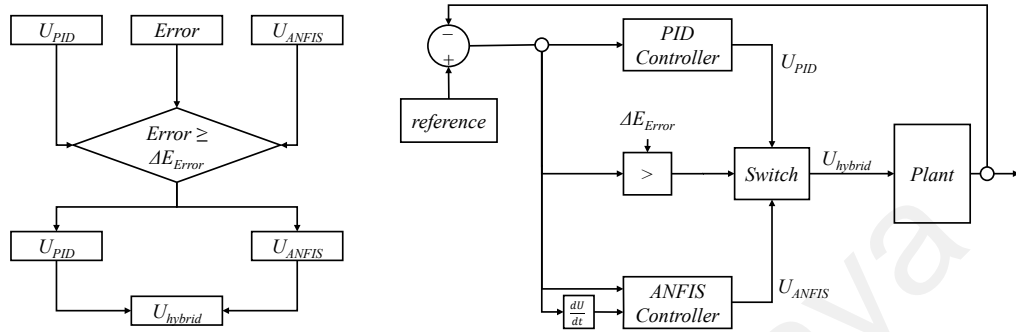 U_PID
Error
U_ANFIS
Error ≥
ΔE_Error
U_PID
U_ANFIS
U_hybrid
−
+
reference
PID
Controller
U_PID
ΔE_Error
>
Switch
U_hybrid
Plant
dU/dt
ANFIS
Controller
U_ANFIS